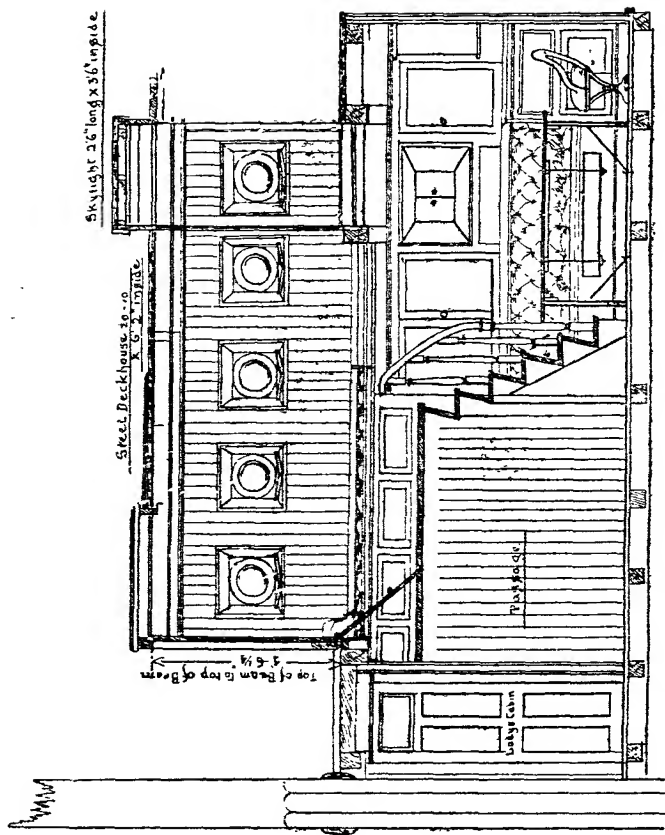 Skylight 2'6" long x 3'6" inside
Steel Deckhouse 20·10
x 6' 2" inside
Top of Beam to top of Beam
3-6½
Passage
Ladys Cabin